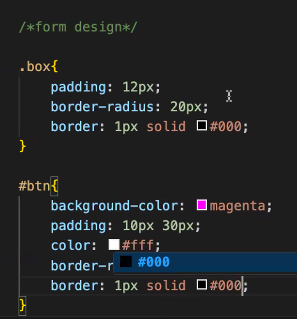 /*form design*/
.box{
padding: 12px;
border-radius: 20px;
border: 1px solid #000;
}
#btn{
background-color: magenta;
padding: 10px 30px;
color: #fff;
border-r
#000
border: 1px solid #000;
}